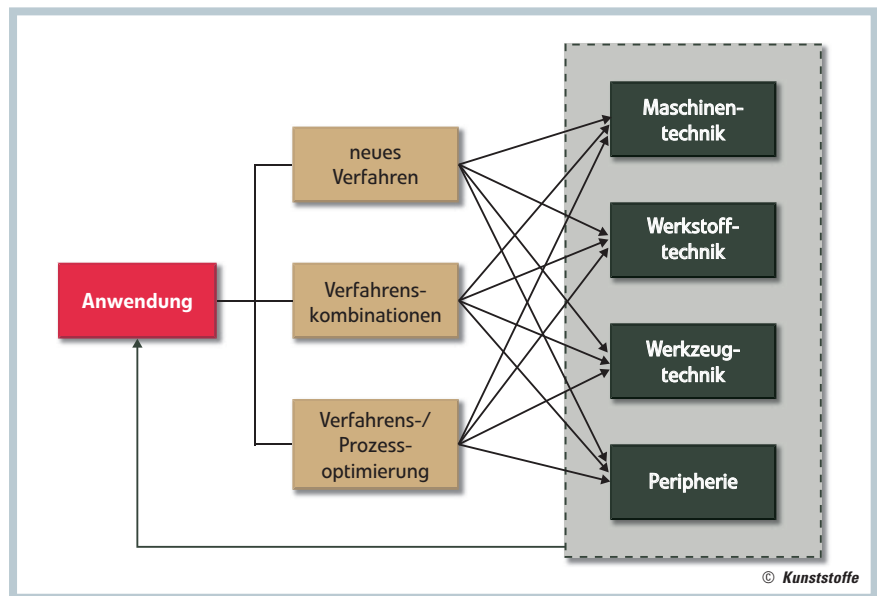 Anwendung
neues
Verfahren
Verfahrens-
kombinationen
Verfahrens-/
Prozess-
optimierung
Maschinen-
technik
Werkstoff-
technik
Werkzeug-
technik
Peripherie
© Kunststoffe